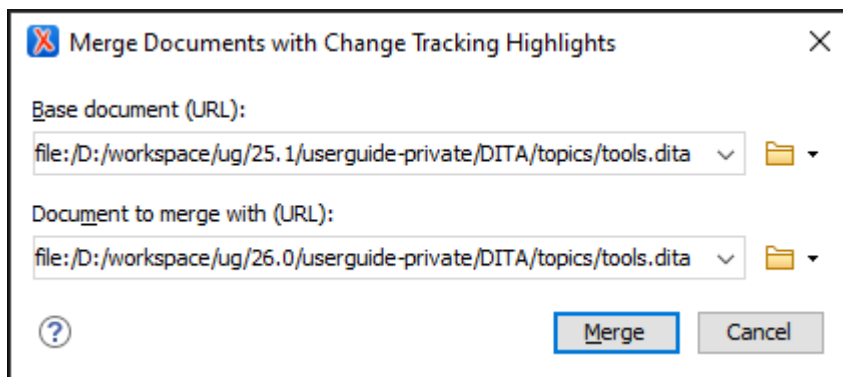 Merge Documents with Change Tracking Highlights
Base document (URL):
file:/D:/workspace/ug/25.1/userguide-private/DITA/topics/tools.dita
Document to merge with (URL):
file:/D:/workspace/ug/26.0/userguide-private/DITA/topics/tools.dita
Merge Cancel